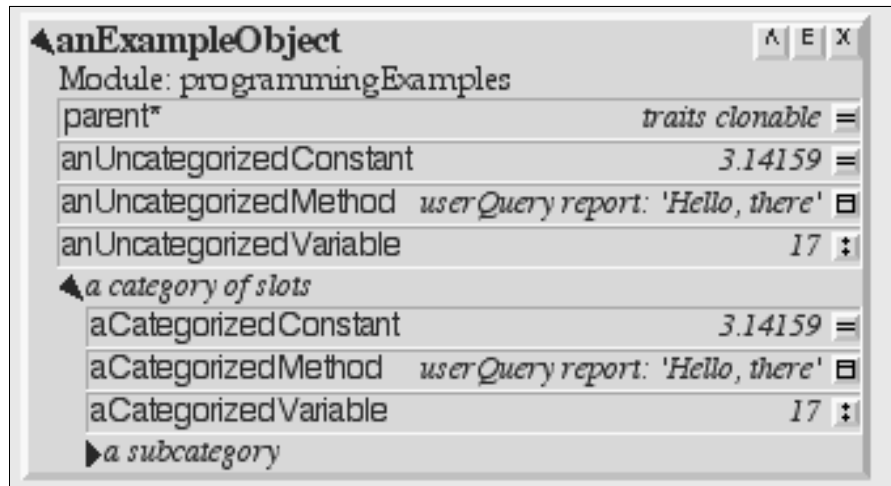 anExampleObject Λ E X
Module: programmingExamples
parent* traits clonable =
anUncategorizedConstant 3.14159 =
anUncategorizedMethod userQuery report: 'Hello, there'
anUncategorizedVariable 17 :
a category of slots
aCategorizedConstant 3.14159 =
aCategorizedMethod userQuery report: 'Hello, there'
aCategorizedVariable 17 :
a subcategory